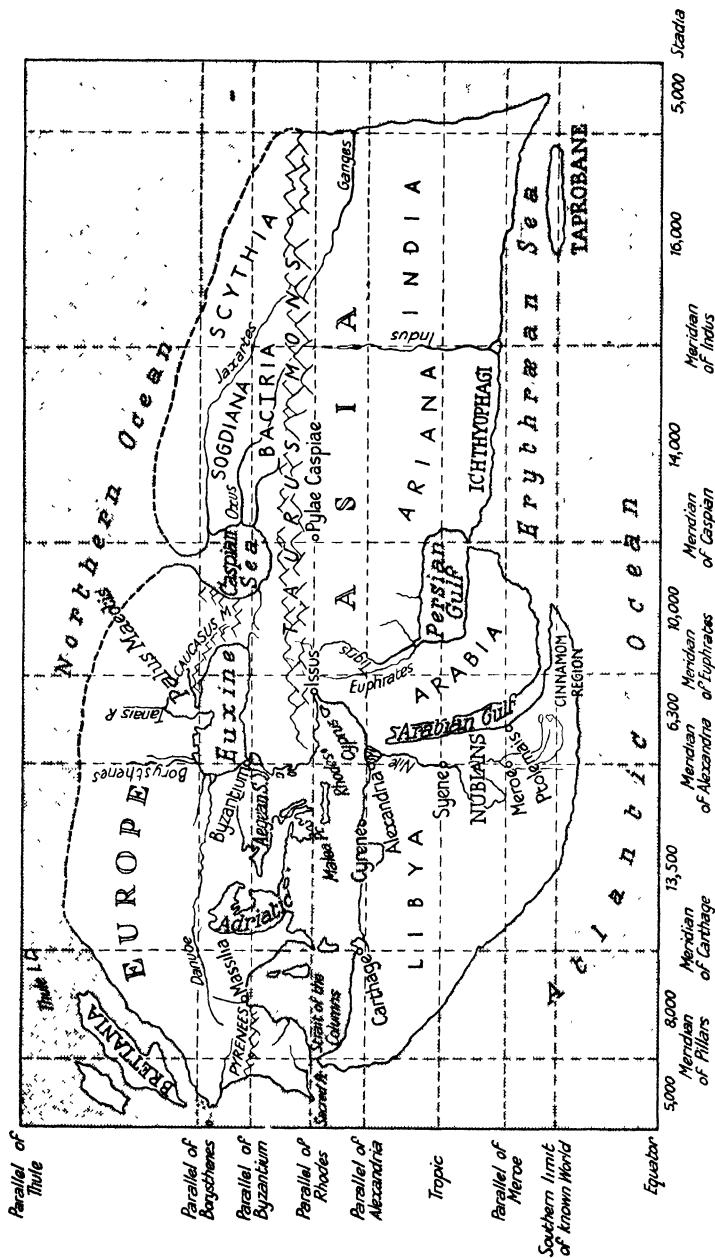 Parallel of
Thule
Parallel of
Borysthenes
Parallel of
Byzantium
Parallel of
Rhodes
Parallel of
Alexandria
Tropic
Parallel of
Meroe
Southern limit
of known World
Equator
Thule I.
Northern Ocean
BRETTANIA
EUROPE
Borysthenes
Tanais R
Palus Maeotis
CAUCASUS M.
SCYTHIA
Jaxartes
SOGDIANA
Oxus
BACTRIA
Danube
Euxine
Caspian
Sea
PYRENEES
Massilia
Adriatic
Byzantium
Aegean S.
TAURUS MONS
Pylae Caspiae
Issus
Sacred Pr.
Strait of the
Columns
Malea Pr.
Rhodes
Ganges
ASIA
Tigris
Euphrates
Carthage
Cyrene
Alexandria
Nile
INDIA
Indus
ARIANA
LIBYA
Syene
Persian
Gulf
ARABIA
Arabian Gulf
ICHTHYOPHAGI
NUBIANS
Meroe
Ptolemais
CINNAMOM
REGION
Erythræan Sea
TAPROBANE
Atlantic Ocean
5,000
8,000
13,500
6,300
10,000
14,000
16,000
5,000
Stadia
Meridian
of Pillars
Meridian
of Carthage
Meridian
of Alexandria
Meridian
of Euphrates
Meridian
of Caspian
Meridian
of Indus